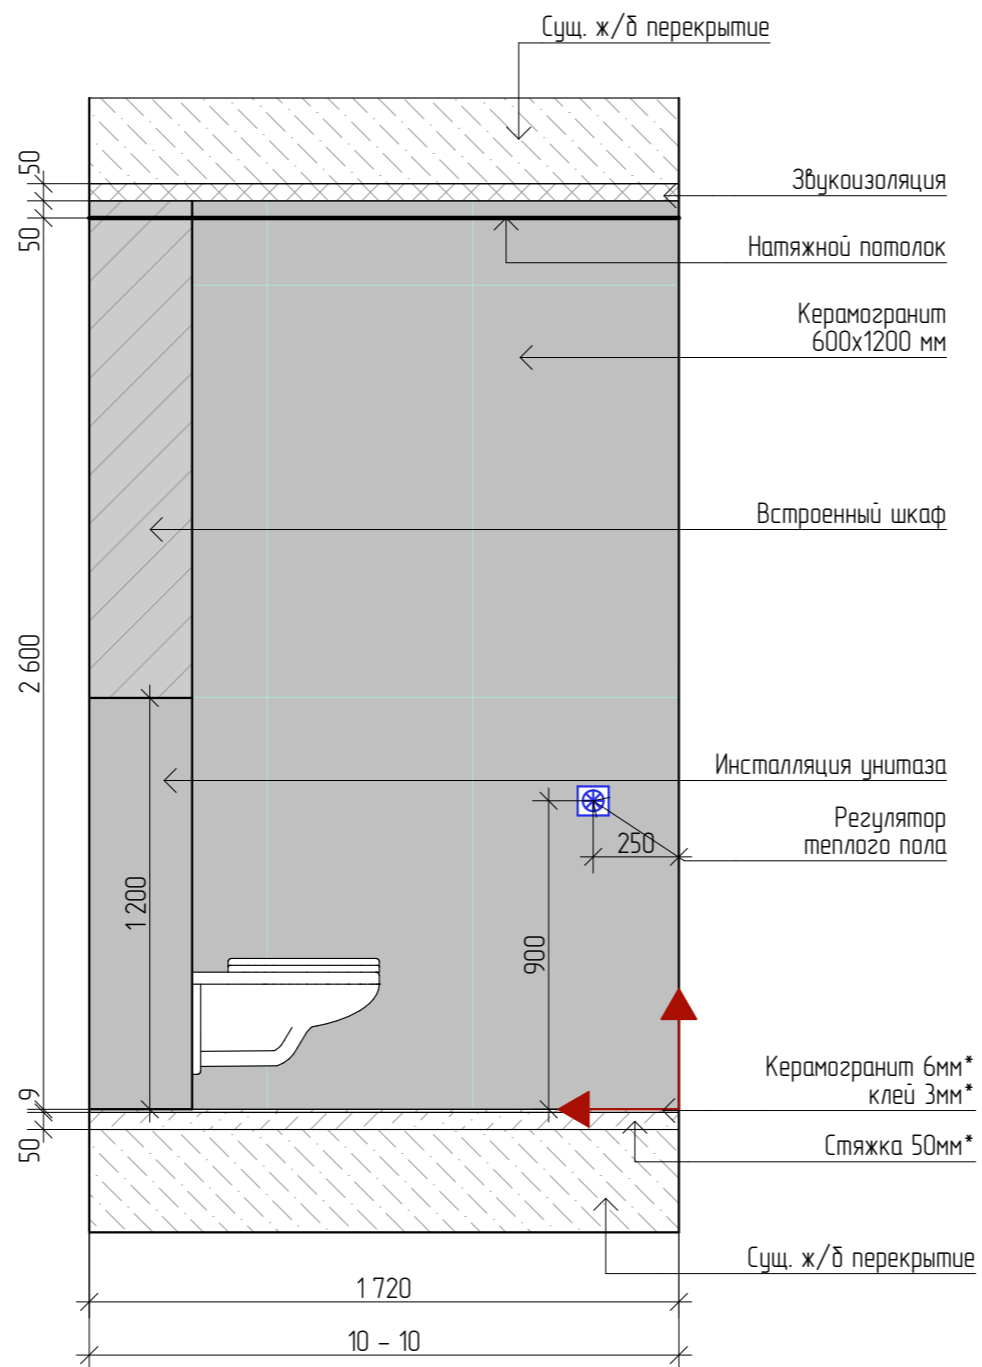 Сущ. ж/б перекрытие
50
Звукоизоляция
50
Натяжной потолок
Керамогранит
600х1200 мм
Встроенный шкаф
2 600
Инсталляция унитаза
Регулятор
теплого пола
250
1 200
900
Керамогранит 6мм*
клей 3мм*
9
Стяжка 50мм*
50
Сущ. ж/б перекрытие
1 720
10 - 10